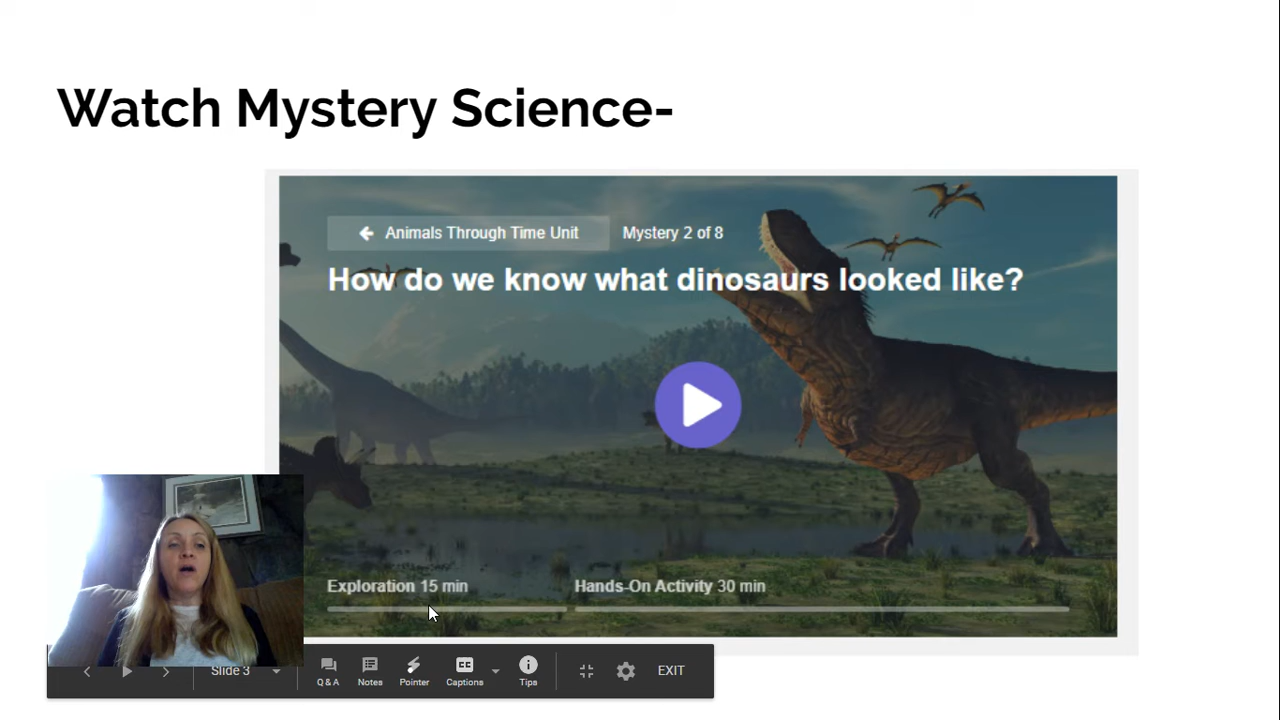 Watch Mystery Science-
Animals Through Time Unit Mystery 2 of 8
How do we know what dinosaurs looked like?
Exploration 15 min Hands-On Activity 30 min
Slide 3 Q & A Notes Pointer Captions CC Tips EXIT